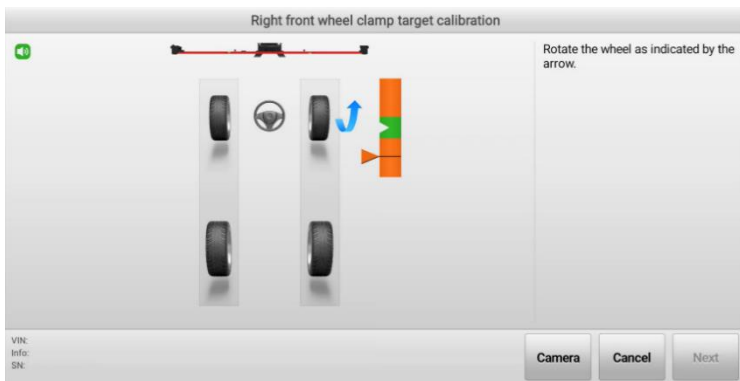 Right front wheel clamp target calibration
Rotate the wheel as indicated by the
arrow.
VIN:
Info:
SN:
Camera
Cancel
Next